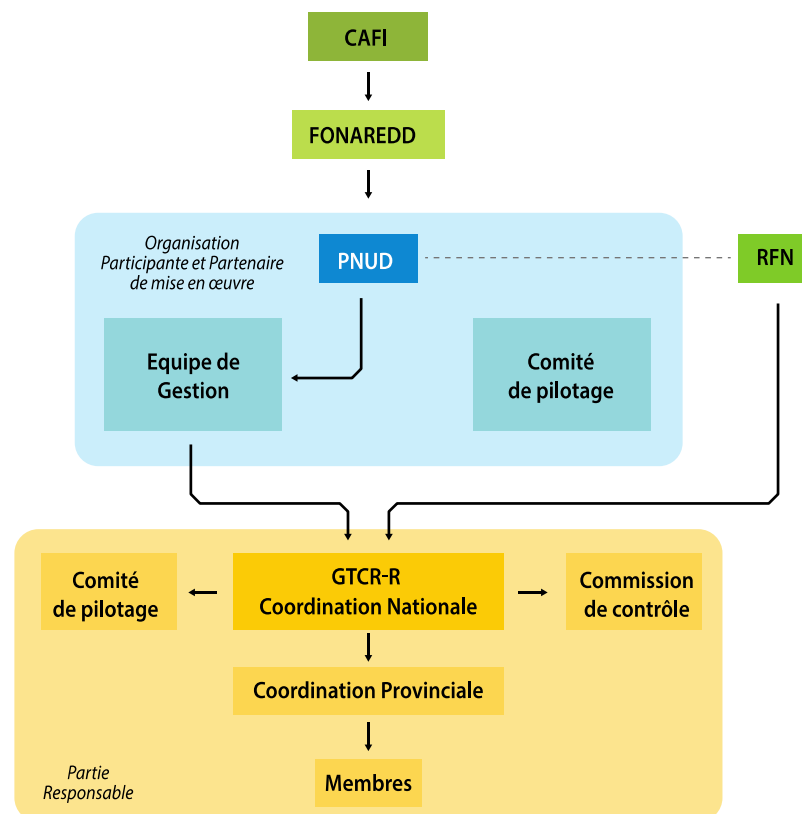 CAFI
FONAREDD
Organisation
Participante et Partenaire
de mise en œuvre
PNUD
RFN
Equipe de
Gestion
Comité
de pilotage
Comité
de pilotage
GTCR-R
Coordination Nationale
Commission
de contrôle
Coordination Provinciale
Membres
Partie
Responsable